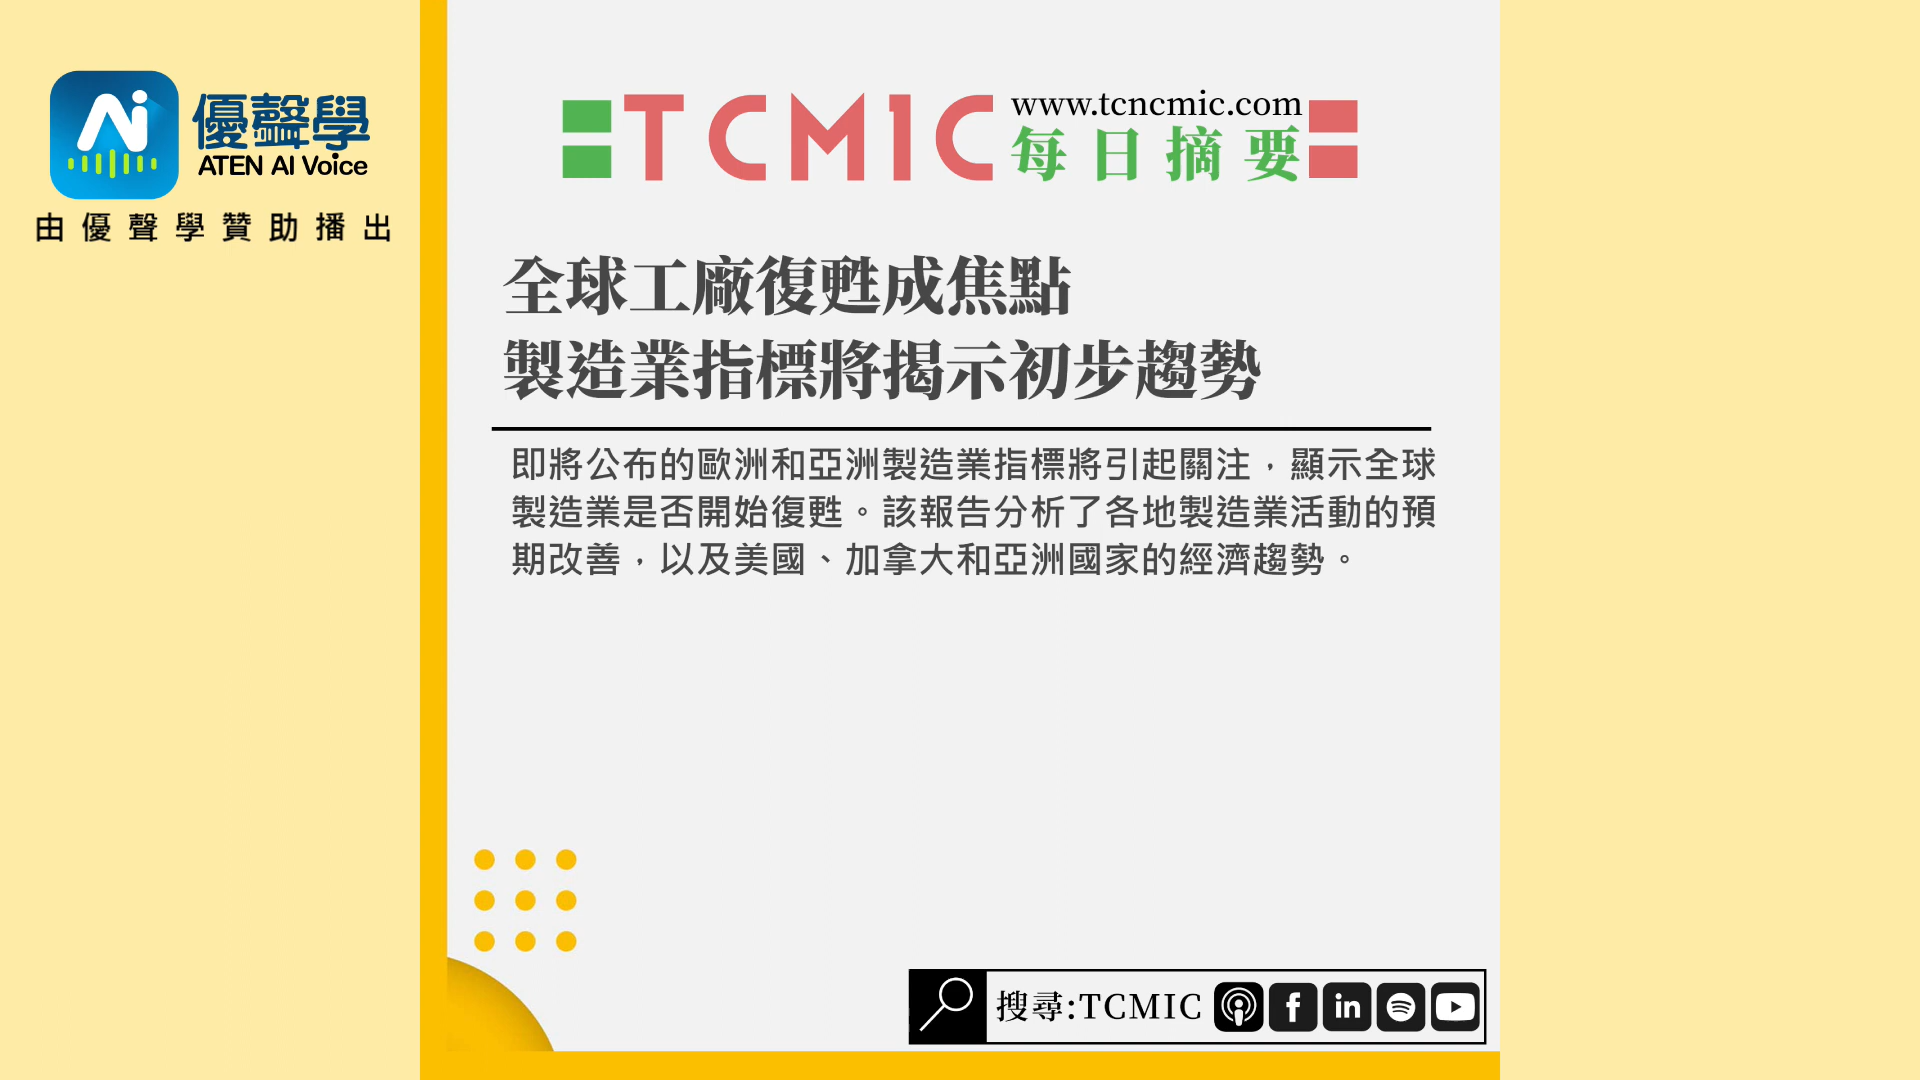 Ai
優聲學
ATEN AI Voice
由優聲學贊助播出
TCMIC
www.tcncmic.com
每日摘要
全球工廠復甦成焦點
製造業指標將揭示初步趨勢
即將公布的歐洲和亞洲製造業指標將引起關注，顯示全球
製造業是否開始復甦。該報告分析了各地製造業活動的預
期改善，以及美國、加拿大和亞洲國家的經濟趨勢。
搜尋:TCMIC
f
in